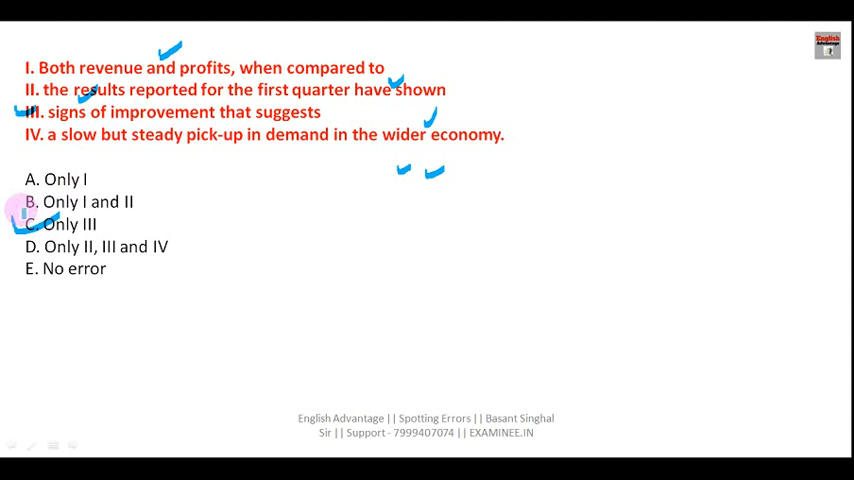 English
Advantage
I. Both revenue and profits, when compared to
II. the results reported for the first quarter have shown
III. signs of improvement that suggests
IV. a slow but steady pick-up in demand in the wider economy.
A. Only I
B. Only I and II
C. Only III
D. Only II, III and IV
E. No error
English Advantage || Spotting Errors || Basant Singhal
Sir || Support - 7999407074 || EXAMINEE.IN